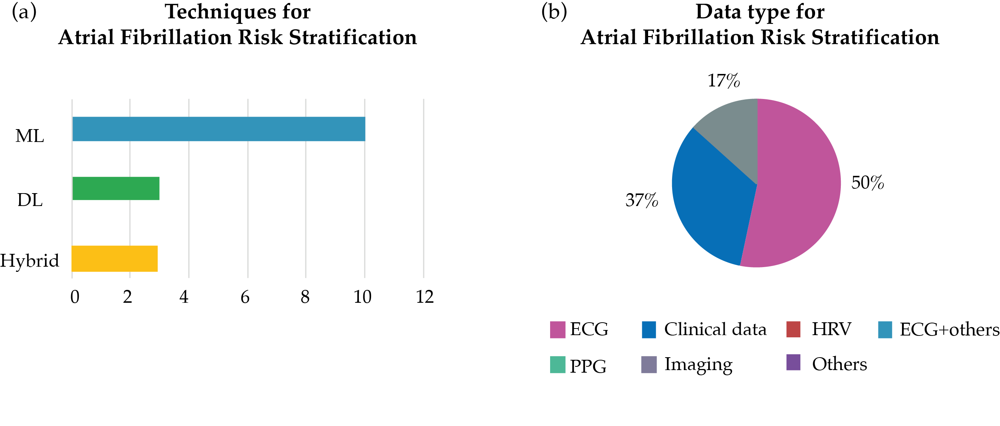 (a)
Techniques for
Atrial Fibrillation Risk Stratification
ML
DL
Hybrid
0 2 4 6 8 10 12
(b)
Data type for
Atrial Fibrillation Risk Stratification
17%
50%
37%
ECG Clinical data HRV ECG+others
PPG Imaging Others